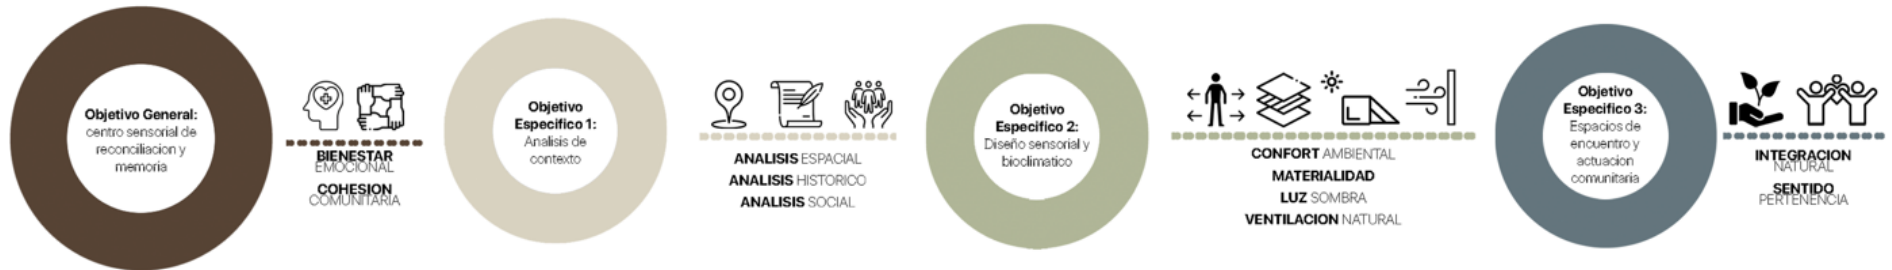 Objetivo General:
centro sensorial de
reconciliacion y
memoria
BIENESTAR
EMOCIONAL
COHESION
COMUNITARIA
Objetivo
Especifico 1:
Analisis de
contexto
ANALISIS ESPACIAL
ANALISIS HISTORICO
ANALISIS SOCIAL
Objetivo
Especifico 2:
Diseño sensorial y
bioclimatico
CONFORT AMBIENTAL
MATERIALIDAD
LUZ SOMBRA
VENTILACION NATURAL
Objetivo
Especifico 3:
Espacios de
encuentro y
actuacion
comunitaria
INTEGRACION
NATURAL
SENTIDO
PERTENENCIA